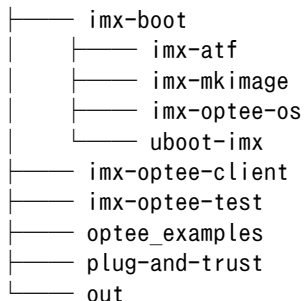 ├──── imx-boot
│     ├──── imx-atf
│     ├──── imx-mkimage
│     ├──── imx-optee-os
│     └──── uboot-imx
├──── imx-optee-client
├──── imx-optee-test
├──── optee_examples
├──── plug-and-trust
└──── out